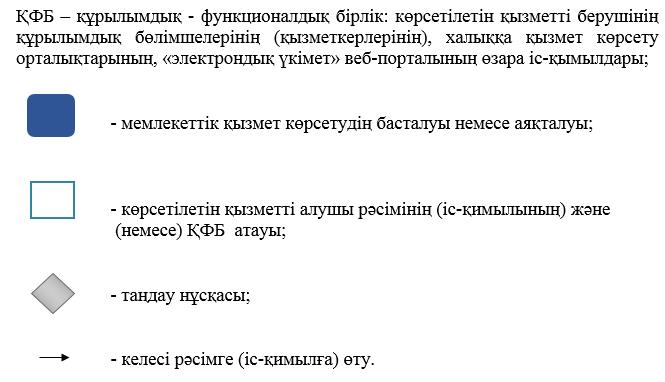 ҚФБ – құрылымдық - функционалдық бірлік: көрсетілетін қызметті берушінің
құрылымдық бөлімшелерінің (қызметкерлерінің), халыққа қызмет көрсету
орталықтарының, «электрондық үкімет» веб-порталының өзара іс-қымылдары;
- мемлекеттік қызмет көрсетудің басталуы немесе аяқталуы;
- көрсетілетін қызметті алушы рәсімінің (іс-қимылының) және
(немесе) ҚФБ атауы;
- тандау нұсқасы;
- келесі рәсімге (іс-қимылға) өту.